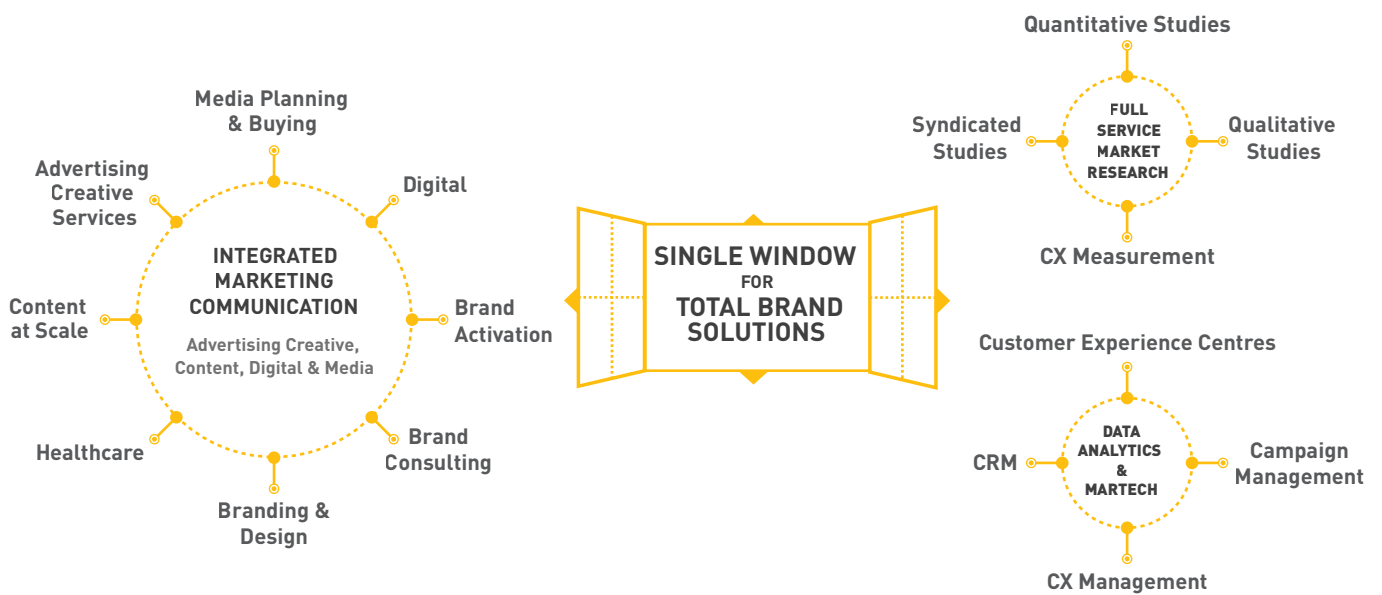 Media Planning
& Buying
Advertising
Creative
Services
Digital
Content
at Scale
INTEGRATED
MARKETING
COMMUNICATION
Advertising Creative,
Content, Digital & Media
Brand
Activation
Healthcare
Brand
Consulting
Branding &
Design
SINGLE WINDOW
FOR
TOTAL BRAND
SOLUTIONS
Quantitative Studies
Syndicated
Studies
FULL
SERVICE
MARKET
RESEARCH
Qualitative
Studies
CX Measurement
Customer Experience Centres
CRM
DATA
ANALYTICS
&
MARTECH
Campaign
Management
CX Management